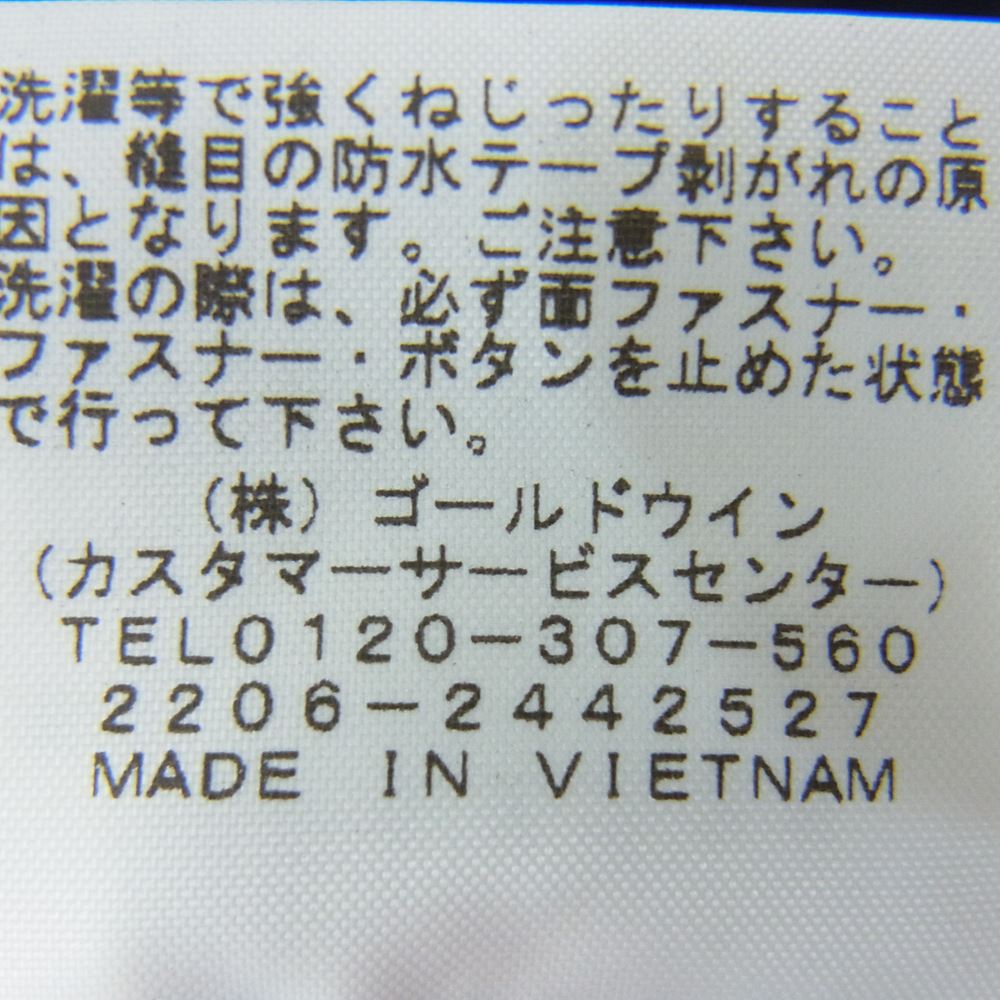 洗濯等で強くねじったりすること
は、縫目の防水テープ剥がれの原
因となります。ご注意下さい。
洗濯の際は、必ず面ファスナー・
ファスナー・ボタンを止めた状態
で行って下さい。
(株)ゴールドウイン
(カスタマーサービスセンター)
TEL0120-307-560
2206-2442527
MADE IN VIETNAM